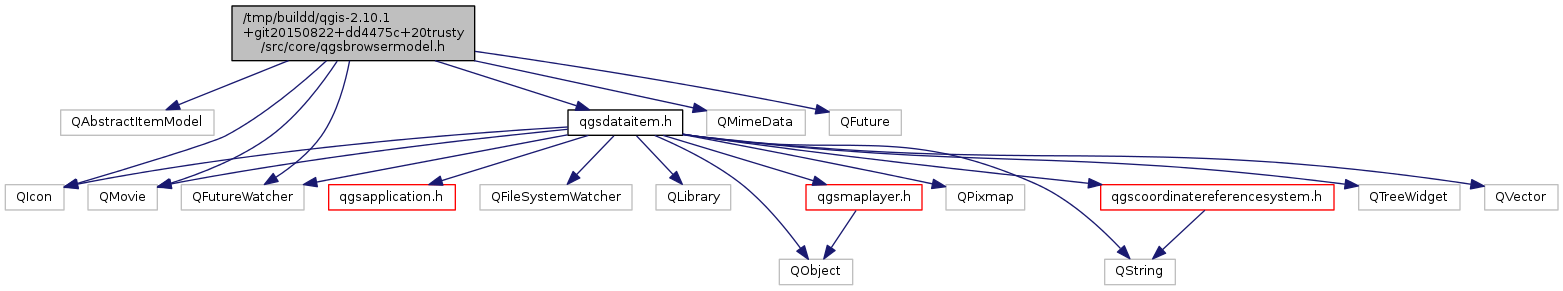 /tmp/buildd/qgis-2.10.1
+git20150822+dd4475c+20trusty
/src/core/qgsbrowsermodel.h
QAbstractItemModel
qgsdataitem.h
QMimeData
QFuture
QIcon
QMovie
QFutureWatcher
qgsapplication.h
QFileSystemWatcher
QLibrary
qgsmaplayer.h
QPixmap
qgscoordinatereferencesystem.h
QTreeWidget
QVector
QObject
QString